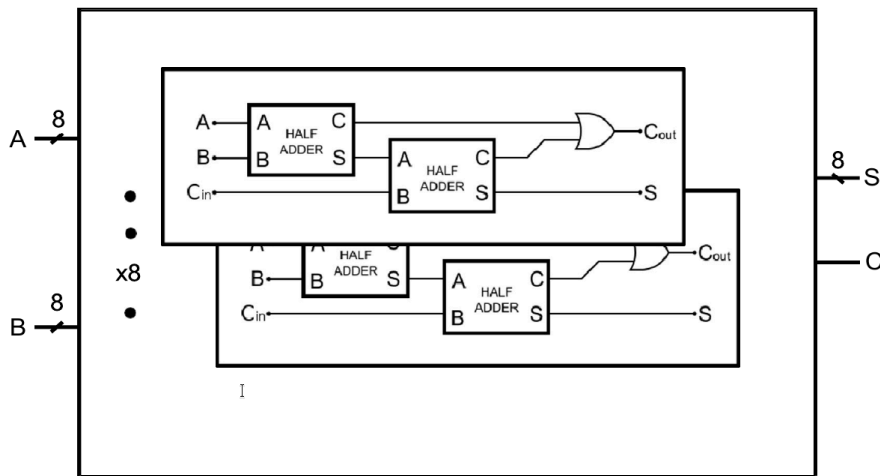 8
A
A A C
HALF
ADDER
B B S
A C
HALF
ADDER
B S
Cin
Cout
S
8
S
x8
C
8
B
A C
B B S
HALF
ADDER
A C
HALF
ADDER
B S
Cin
Cout
S